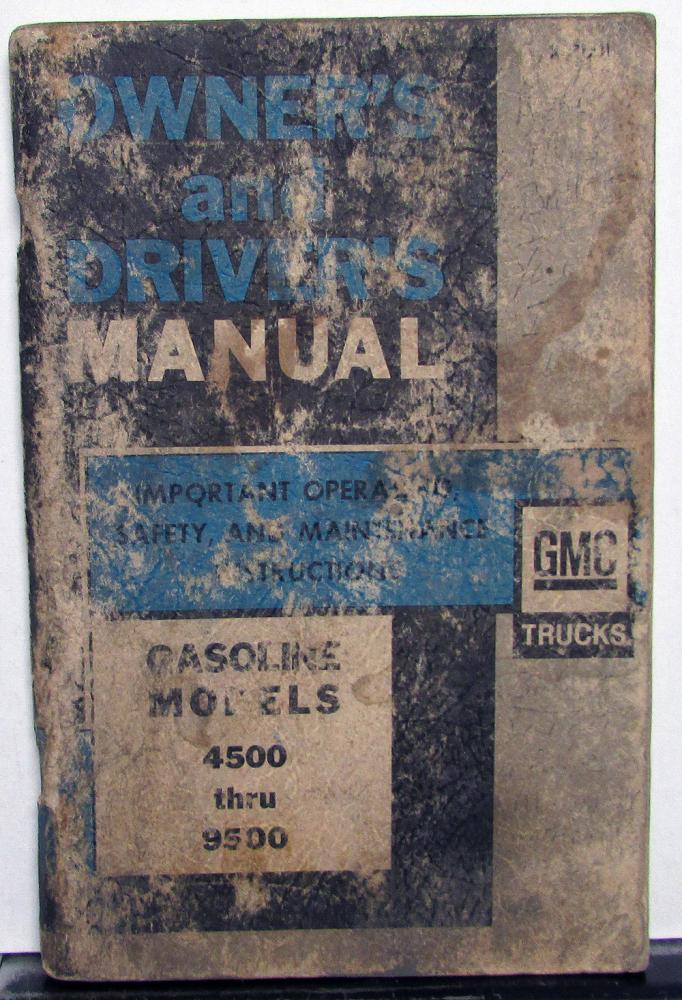 OWNER'S
and
DRIVER'S
MANUAL
IMPORTANT OPERATING,
SAFETY, AND MAINTENANCE
INSTRUCTIONS
GMC
TRUCKS
GASOLINE
MODELS
4500
thru
9500